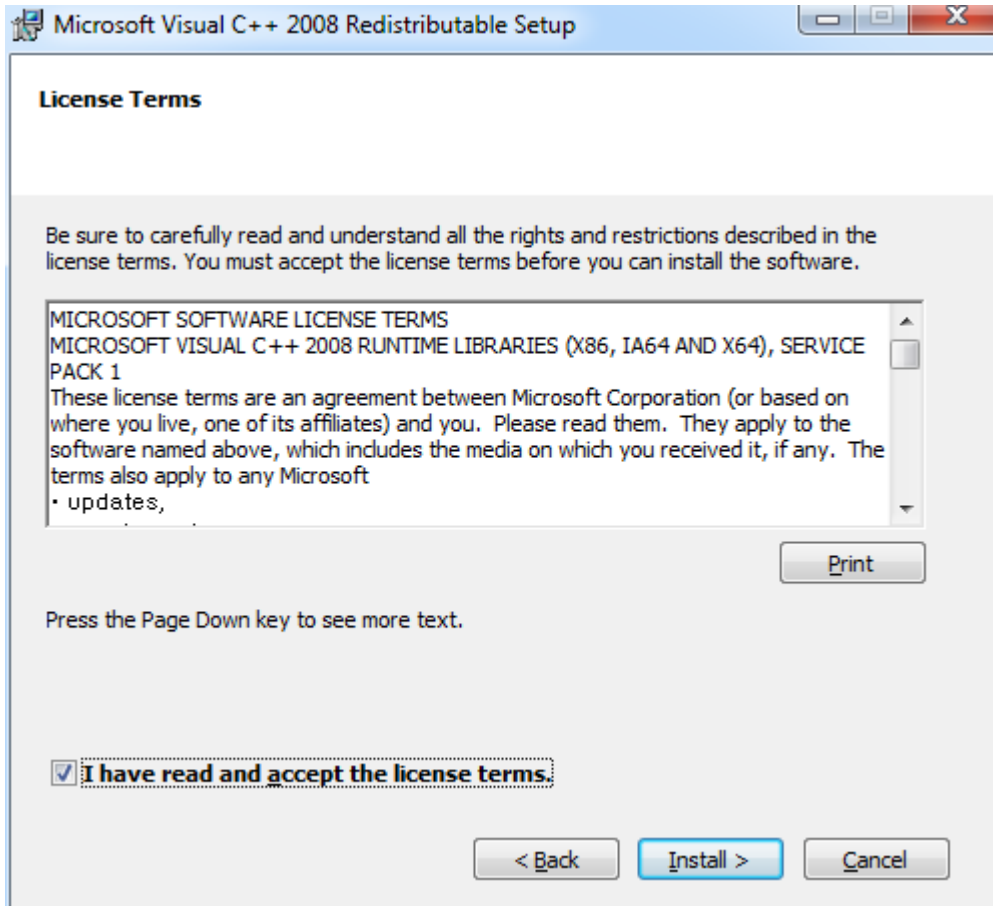 Microsoft Visual C++ 2008 Redistributable Setup
License Terms
Be sure to carefully read and understand all the rights and restrictions described in the
license terms. You must accept the license terms before you can install the software.
MICROSOFT SOFTWARE LICENSE TERMS
MICROSOFT VISUAL C++ 2008 RUNTIME LIBRARIES (X86, IA64 AND X64), SERVICE
PACK 1
These license terms are an agreement between Microsoft Corporation (or based on
where you live, one of its affiliates) and you.  Please read them.  They apply to the
software named above, which includes the media on which you received it, if any.  The
terms also apply to any Microsoft
· updates,
Print
Press the Page Down key to see more text.
I have read and accept the license terms.
< Back Install > Cancel